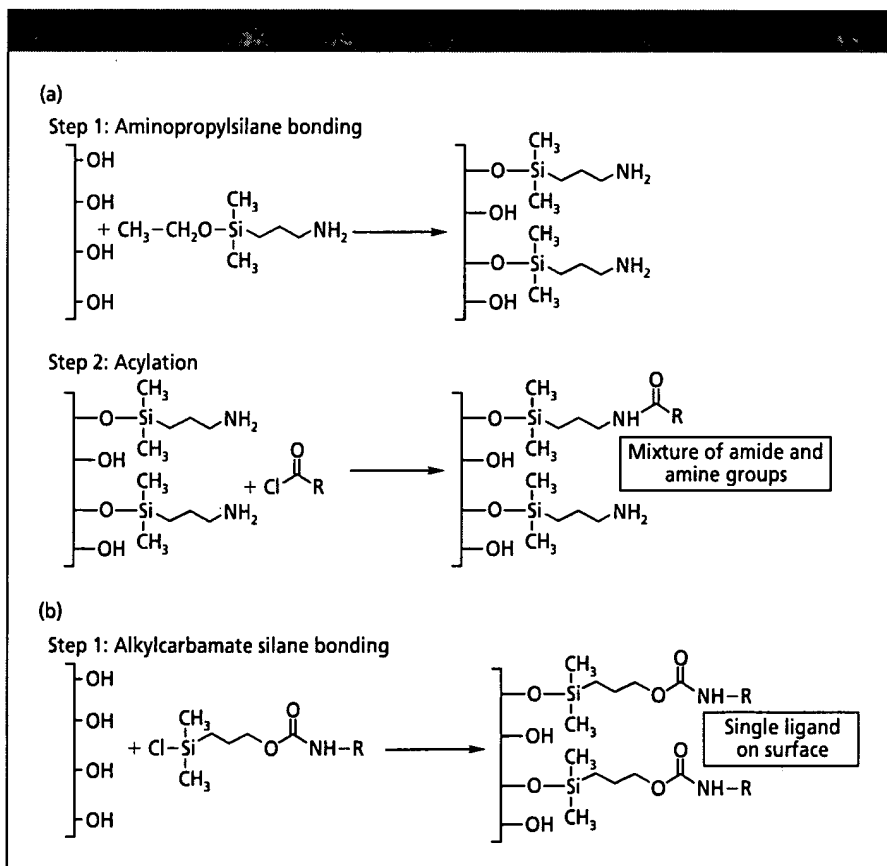 (a)
Step 1: Aminopropylsilane bonding
OH
OH
OH
OH
+ CH₃—CH₂O—Si
CH₃
CH₃
NH₂
O—Si
CH₃
CH₃
NH₂
OH
O—Si
CH₃
CH₃
NH₂
OH
Step 2: Acylation
O—Si
CH₃
CH₃
NH₂
OH
O—Si
CH₃
CH₃
NH₂
OH
+ Cl
O
R
O—Si
CH₃
CH₃
NH
O
R
OH
O—Si
CH₃
CH₃
NH₂
OH
Mixture of amide and
amine groups
(b)
Step 1: Alkylcarbamate silane bonding
OH
OH
OH
OH
+ Cl—Si
CH₃
CH₃
O
O
NH—R
O—Si
CH₃
CH₃
O
O
NH—R
OH
O—Si
CH₃
CH₃
O
O
NH—R
OH
Single ligand
on surface